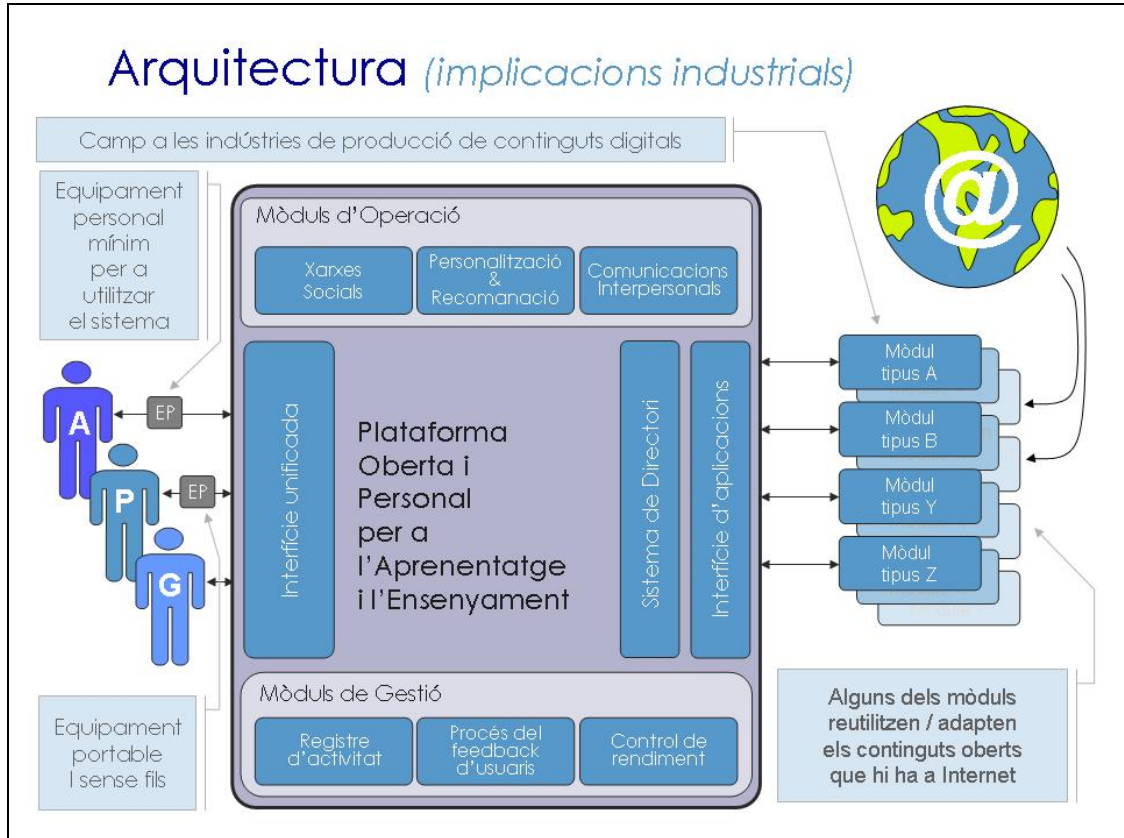 Arquitectura (implicacions industrials)
Camp a les indústries de producció de continguts digitals
Equipament
personal
mínim
per a
utilitzar
el sistema
@
Mòduls d'Operació
Xarxes
Socials
Personalització
&
Recomanació
Comunicacions
Interpersonals
A
EP
P
EP
G
Interfície unificada
Plataforma
Oberta i
Personal
per a
l'Aprenentatge
i l'Ensenyament
Sistema de Directori
Interfície d'aplicacions
Mòdul
tipus A
Mòdul
tipus B
Mòdul
tipus Y
Mòdul
tipus Z
Mòduls de Gestió
Registre
d'activitat
Procés del
feedback
d'usuaris
Control de
rendiment
Equipament
portable
I sense fils
Alguns dels mòduls
reutilitzen / adapten
els continguts oberts
que hi ha a Internet